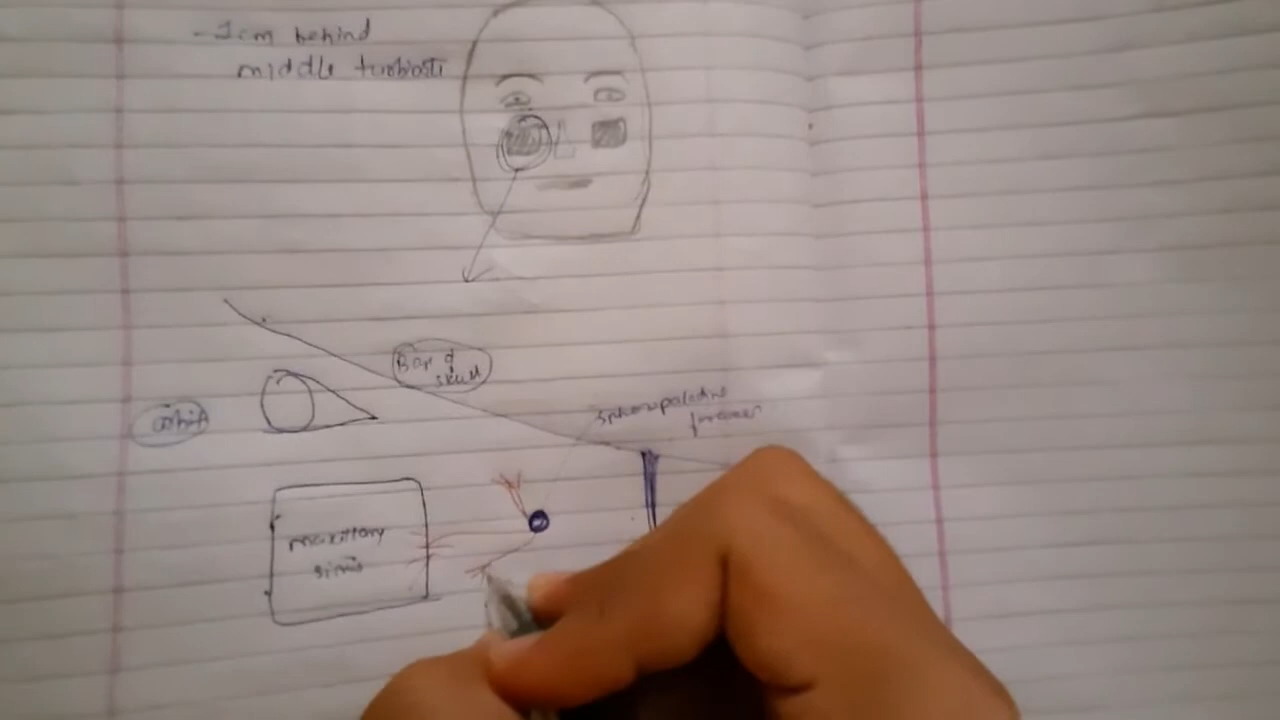 - 1cm behind
middle turbinate
Base of
skull
orbit
sphenopalatine
foramen
maxillary
sinus